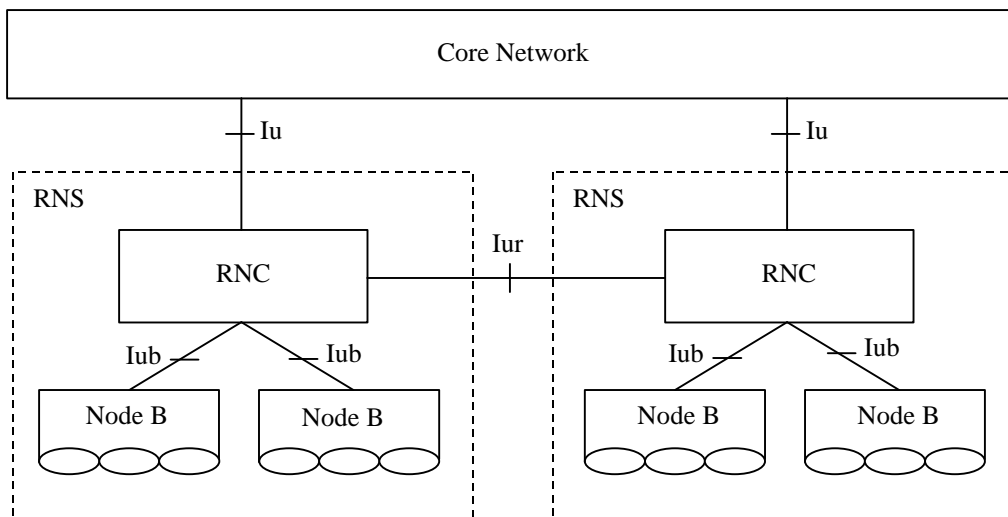 Core Network
Iu
Iu
RNS
RNS
Iur
RNC
RNC
Iub
Iub
Iub
Iub
Node B
Node B
Node B
Node B